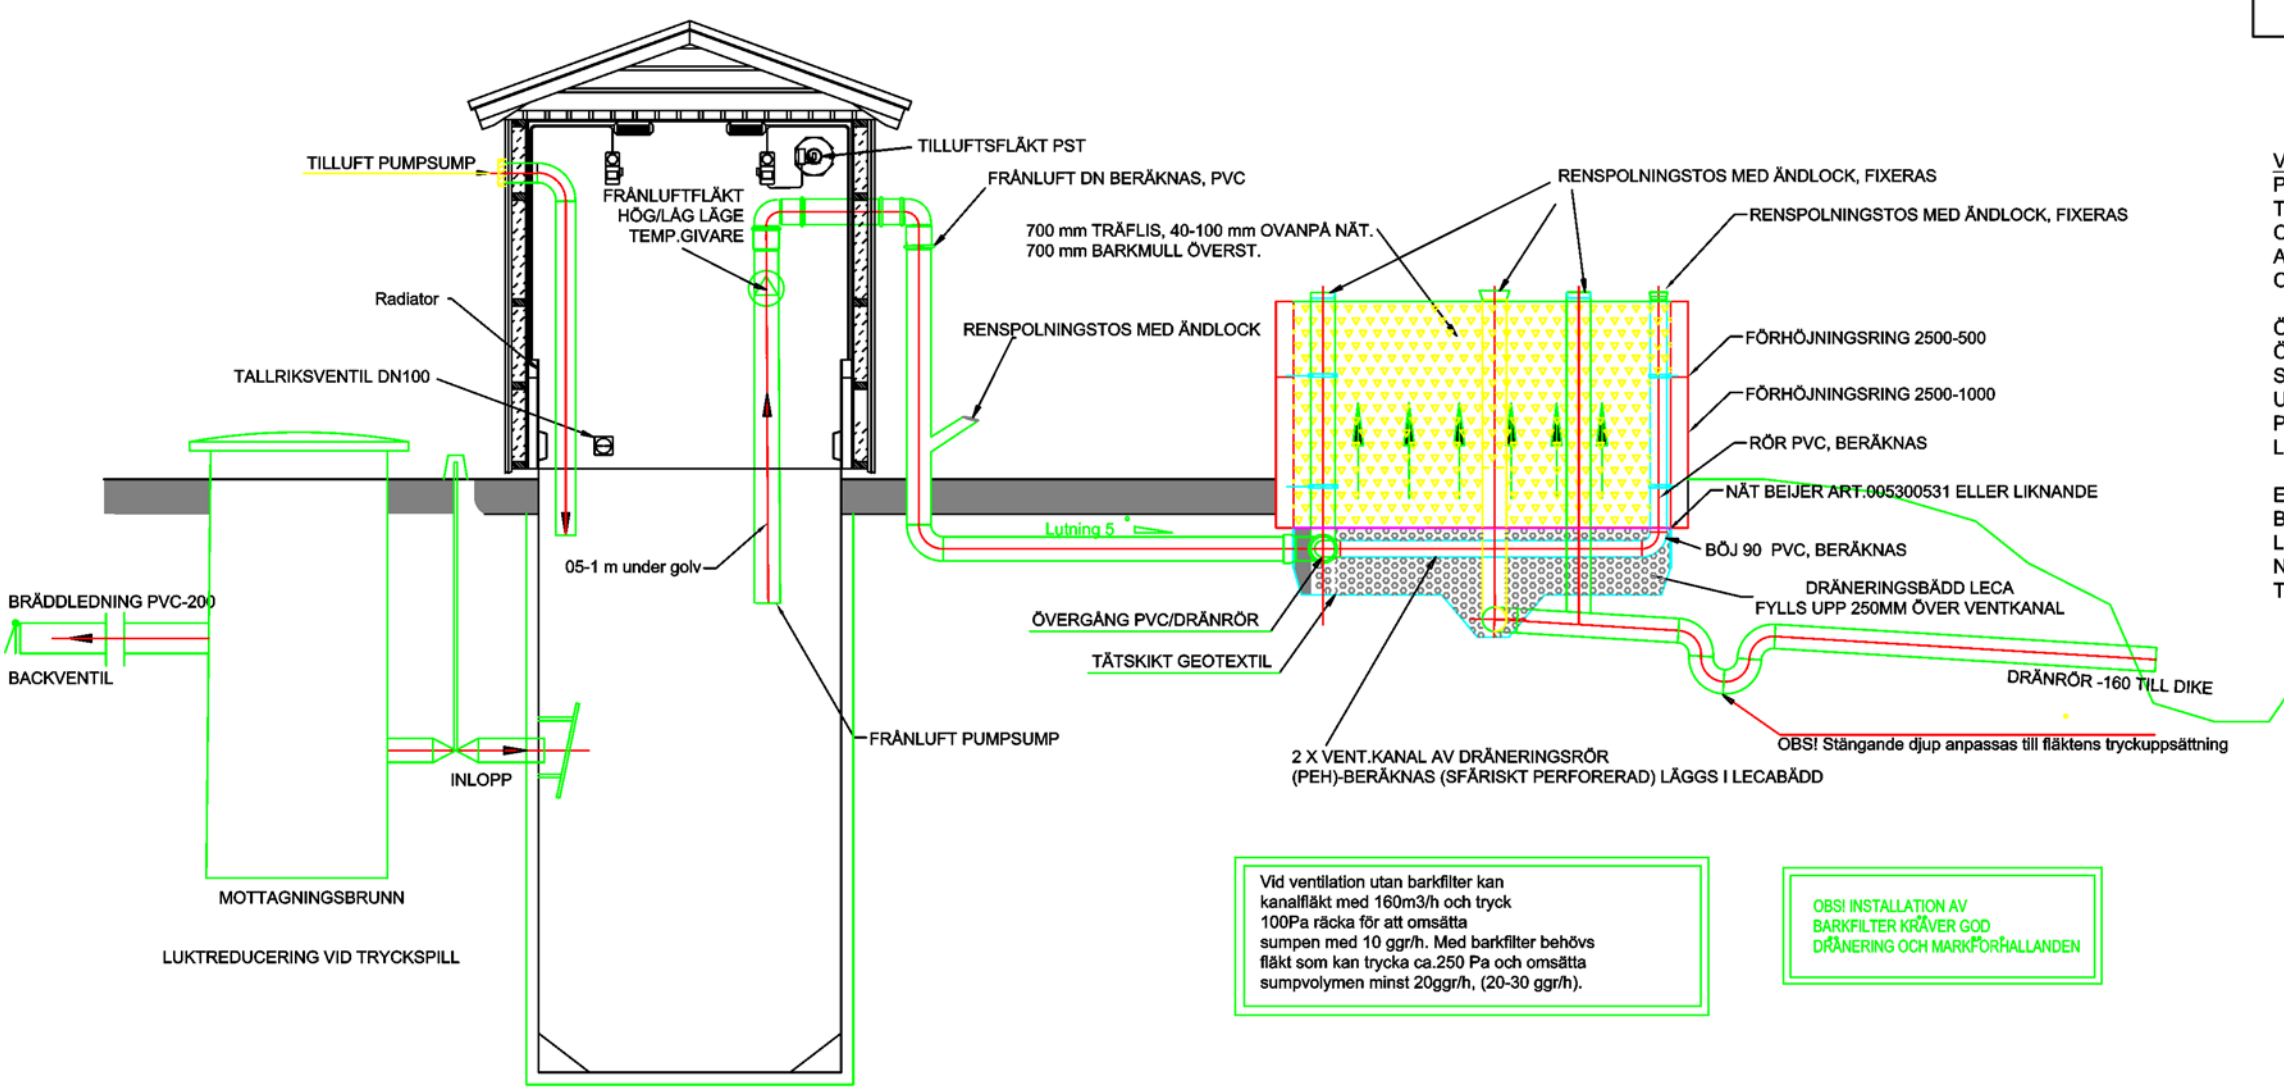 TILLUFT PUMPSUMP
TILLUFTSFLÄKT PST
FRÅNLUFTFLÄKT
HÖG/LÅG LÄGE
TEMP.GIVARE
FRÅNLUFT DN BERÄKNAS, PVC
700 mm TRÄFLIS, 40-100 mm OVANPÅ NÄT.
700 mm BARKMULL ÖVERST.
RENSPOLNINGSTOS MED ÄNDLOCK, FIXERAS
RENSPOLNINGSTOS MED ÄNDLOCK, FIXERAS
Radiator
RENSPOLNINGSTOS MED ÄNDLOCK
TALLRIKSVENTIL DN100
FÖRHÖJNINGSRING 2500-500
FÖRHÖJNINGSRING 2500-1000
RÖR PVC, BERÄKNAS
NÄT BEIJER ART.005300531 ELLER LIKNANDE
Lutning 5°
BÖJ 90 PVC, BERÄKNAS
05-1 m under golv
DRÄNERINGSBÄDD LECA
FYLLS UPP 250MM ÖVER VENTKANAL
BRÄDDLEDNING PVC-200
BACKVENTIL
ÖVERGÅNG PVC/DRÄNRÖR
TÄTSKIKT GEOTEXTIL
DRÄNRÖR -160 TILL DIKE
FRÅNLUFT PUMPSUMP
OBS! Stängande djup anpassas till fläktens tryckuppsättning
INLOPP
2 X VENT.KANAL AV DRÄNERINGSRÖR
(PEH)-BERÄKNAS (SFÄRISKT PERFORERAD) LÄGGS I LECABÄDD
MOTTAGNINGSBRUNN
LUKTREDUCERING VID TRYCKSPILL
Vid ventilation utan barkfilter kan
kanalfläkt med 160m3/h och tryck
100Pa räcka för att omsätta
sumpen med 10 ggr/h. Med barkfilter behövs
fläkt som kan trycka ca.250 Pa och omsätta
sumpvolymen minst 20ggr/h, (20-30 ggr/h).
OBS! INSTALLATION AV
BARKFILTER KRÄVER GOD
DRÄNERING OCH MARKFÖRHALLANDEN
V
P
T
A
Ö
Ö
S
U
P
L
E
B
L
N
T